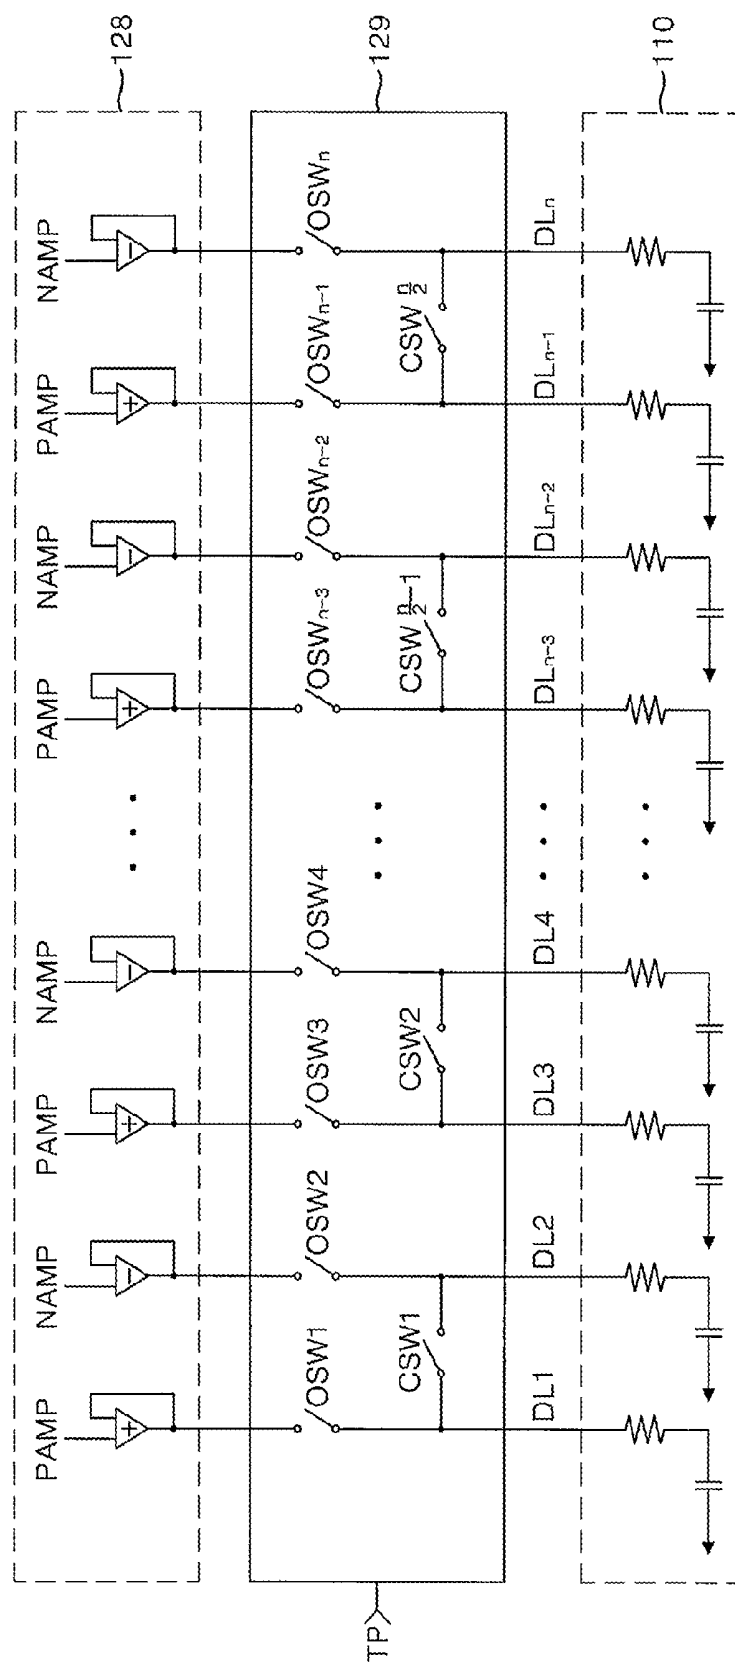 128
129
110
PAMP NAMP PAMP NAMP PAMP NAMP PAMP NAMP
+ − + − + − + −
OSW1 OSW2 OSW3 OSW4 OSWn-3 OSWn-2 OSWn-1 OSWn
CSW1 CSW2 CSW n/2-1 CSW n/2
DL1 DL2 DL3 DL4 DLn-3 DLn-2 DLn-1 DLn
TP